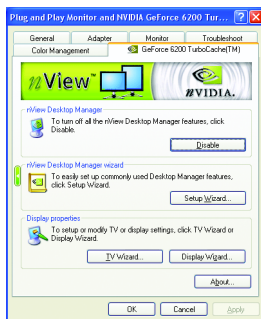 Plug and Play Monitor and NVIDIA GeForce 6200 Tur...
General Adapter Monitor Troubleshoot
Color Management GeForce 6200 TurboCache(TM)
nView NVIDIA.
nView Desktop Manager
To turn off all the nView Desktop Manager features, click
Disable.
Disable
nView Desktop Manager wizard
To easily set up commonly used Desktop Manager features,
click Setup Wizard.
Setup Wizard...
Display properties
To setup or modify TV or display settings, click TV Wizard or
Display Wizard.
TV Wizard... Display Wizard...
About...
OK Cancel Apply